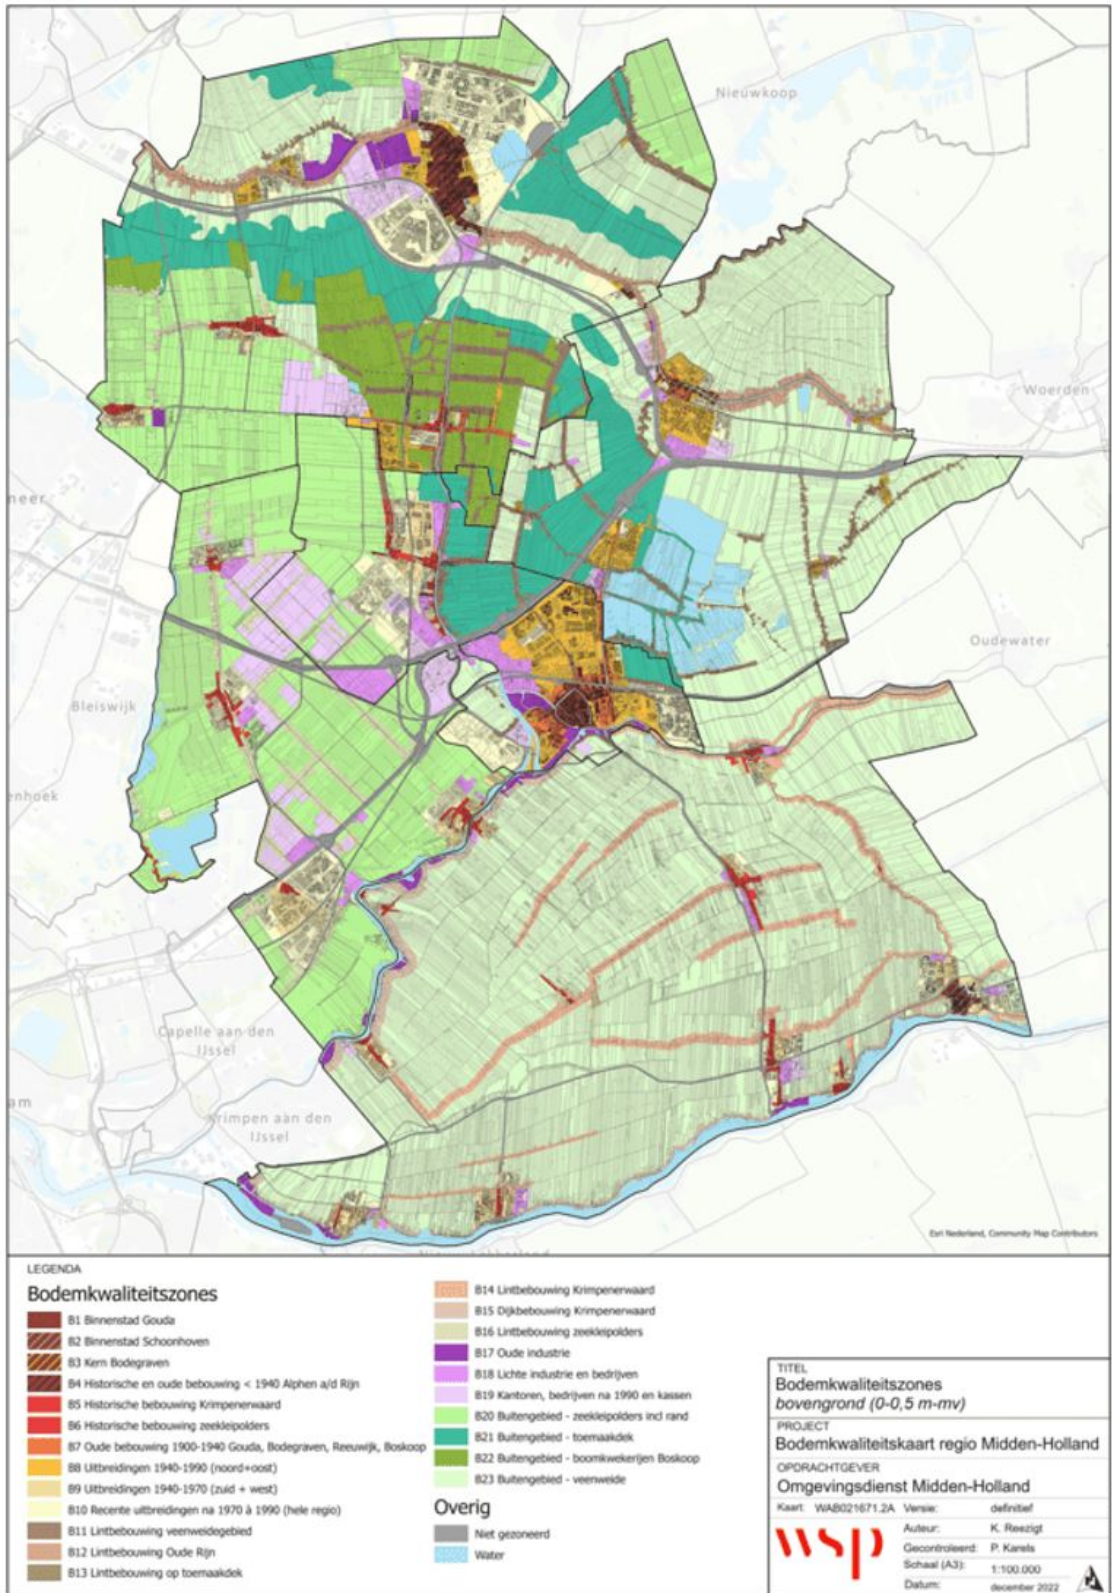 Nieuwkoop
Woerden
meer
Oudewater
Bleiswijk
enhoek
Capelle aan den
IJssel
am
Krimpen aan den
IJssel
Esri Nederland, Community Map Contributors
LEGENDA
Bodemkwaliteitszones
B1 Binnenstad Gouda
B2 Binnenstad Schoonhoven
B3 Kern Bodegraven
B4 Historische en oude bebouwing < 1940 Alphen a/d Rijn
B5 Historische bebouwing Krimpenerwaard
B6 Historische bebouwing zeekleipolders
B7 Oude bebouwing 1900-1940 Gouda, Bodegraven, Reeuwijk, Boskoop
B8 Uitbreidingen 1940-1990 (noord+oost)
B9 Uitbreidingen 1940-1970 (zuid + west)
B10 Recente uitbreidingen na 1970 à 1990 (hele regio)
B11 Lintbebouwing veenweidegebied
B12 Lintbebouwing Oude Rijn
B13 Lintbebouwing op toemaakdek
B14 Lintbebouwing Krimpenerwaard
B15 Dijkbebouwing Krimpenerwaard
B16 Lintbebouwing zeekleipolders
B17 Oude industrie
B18 Lichte industrie en bedrijven
B19 Kantoren, bedrijven na 1990 en kassen
B20 Buitengebied - zeekleipolders incl rand
B21 Buitengebied - toemaakdek
B22 Buitengebied - boomkwekerijen Boskoop
B23 Buitengebied - veenweide
Overig
Niet gezoneerd
Water
TITEL
Bodemkwaliteitszones
bovengrond (0-0,5 m-mv)
PROJECT
Bodemkwaliteitskaart regio Midden-Holland
OPDRACHTGEVER
Omgevingsdienst Midden-Holland
Kaart: WAB021671.2A Versie: definitief
wsp
Auteur: K. Reezigt
Gecontroleerd: P. Karels
Schaal (A3): 1:100.000
Datum: december 2022